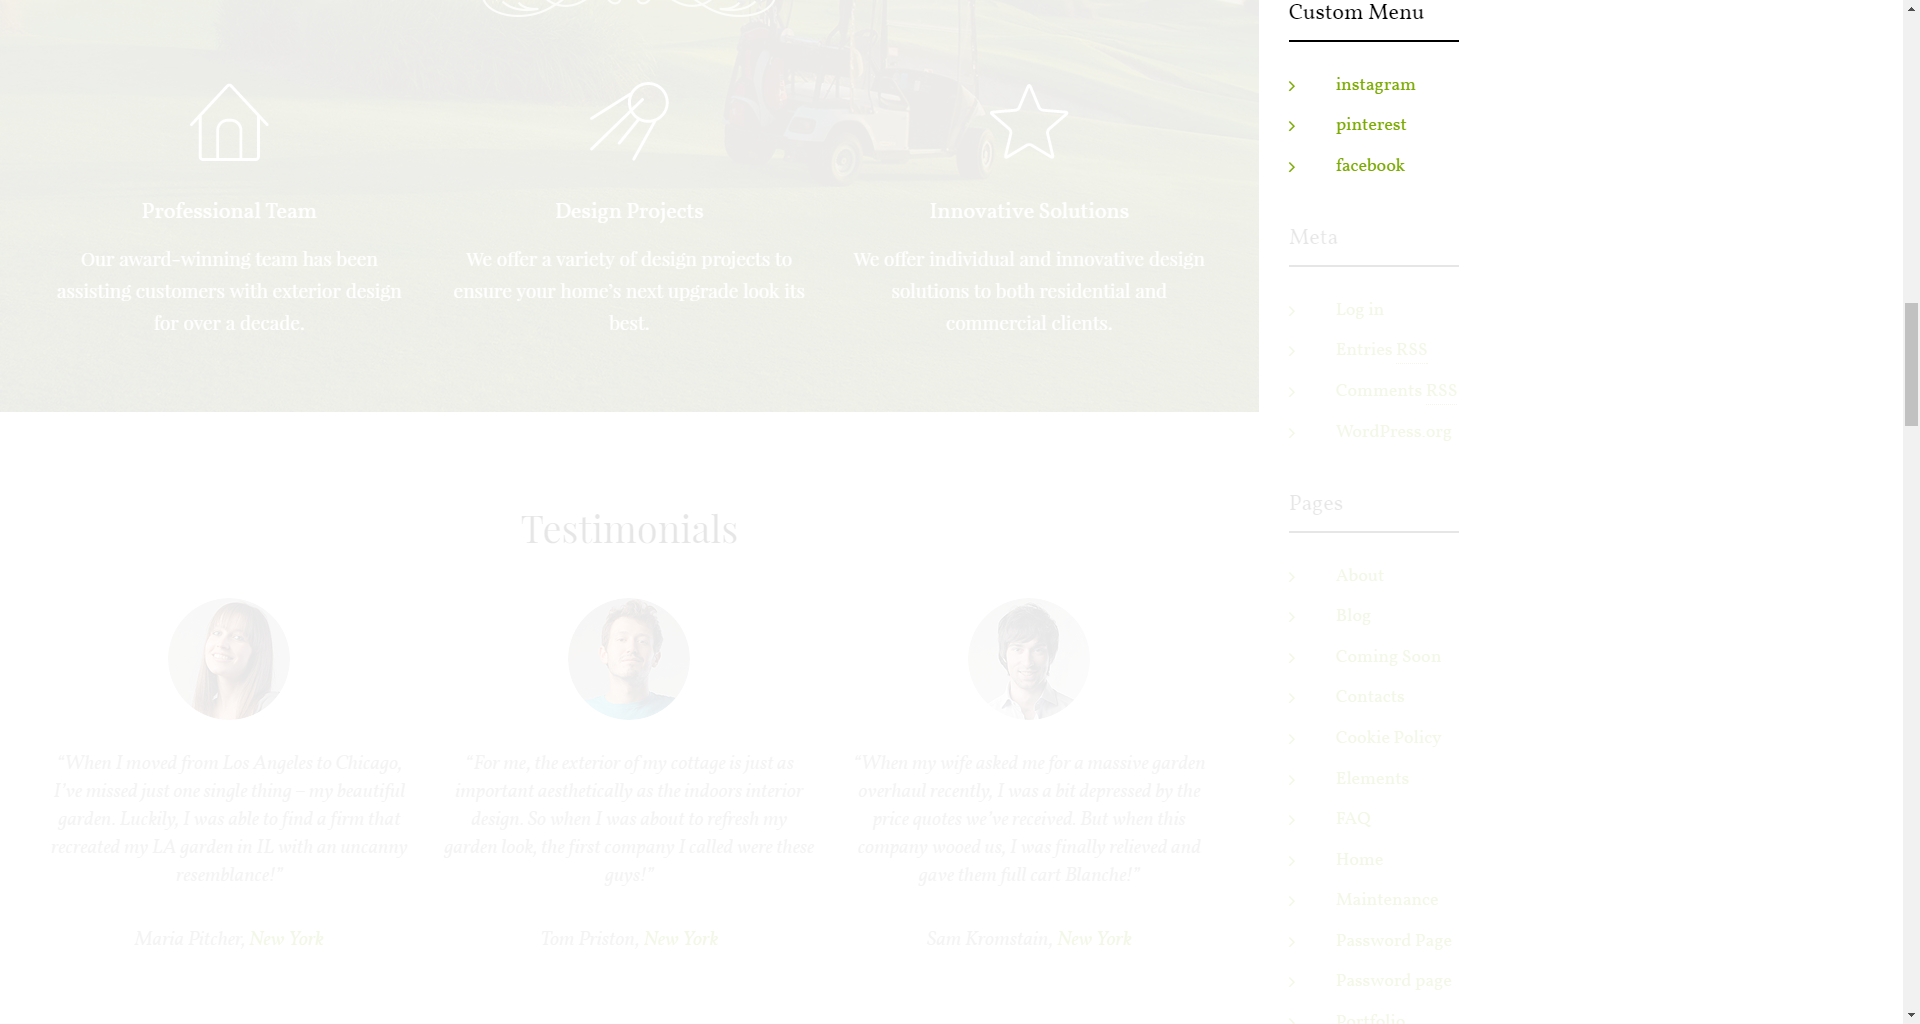 Professional Team
Our award-winning team has been
assisting customers with exterior design
for over a decade.
Design Projects
We offer a variety of design projects to
ensure your home's next upgrade look its
best.
Innovative Solutions
We offer individual and innovative design
solutions to both residential and
commercial clients.
Testimonials
“When I moved from Los Angeles to Chicago,
I’ve missed just one single thing – my beautiful
garden. Luckily, I was able to find a firm that
recreated my LA garden in IL with an uncanny
resemblance!”
Maria Pitcher, New York
“For me, the exterior of my cottage is just as
important aesthetically as the indoors interior
design. So when I was about to refresh my
garden look, the first company I called were these
guys!”
Tom Priston, New York
“When my wife asked me for a massive garden
overhaul recently, I was a bit depressed by the
price quotes we’ve received. But when this
company wooed us, I was finally relieved and
gave them full cart Blanche!”
Sam Kromstain, New York
Custom Menu
instagram
pinterest
facebook
Meta
Log in
Entries RSS
Comments RSS
WordPress.org
Pages
About
Blog
Coming Soon
Contacts
Cookie Policy
Elements
FAQ
Home
Maintenance
Password Page
Password page
Portfolio